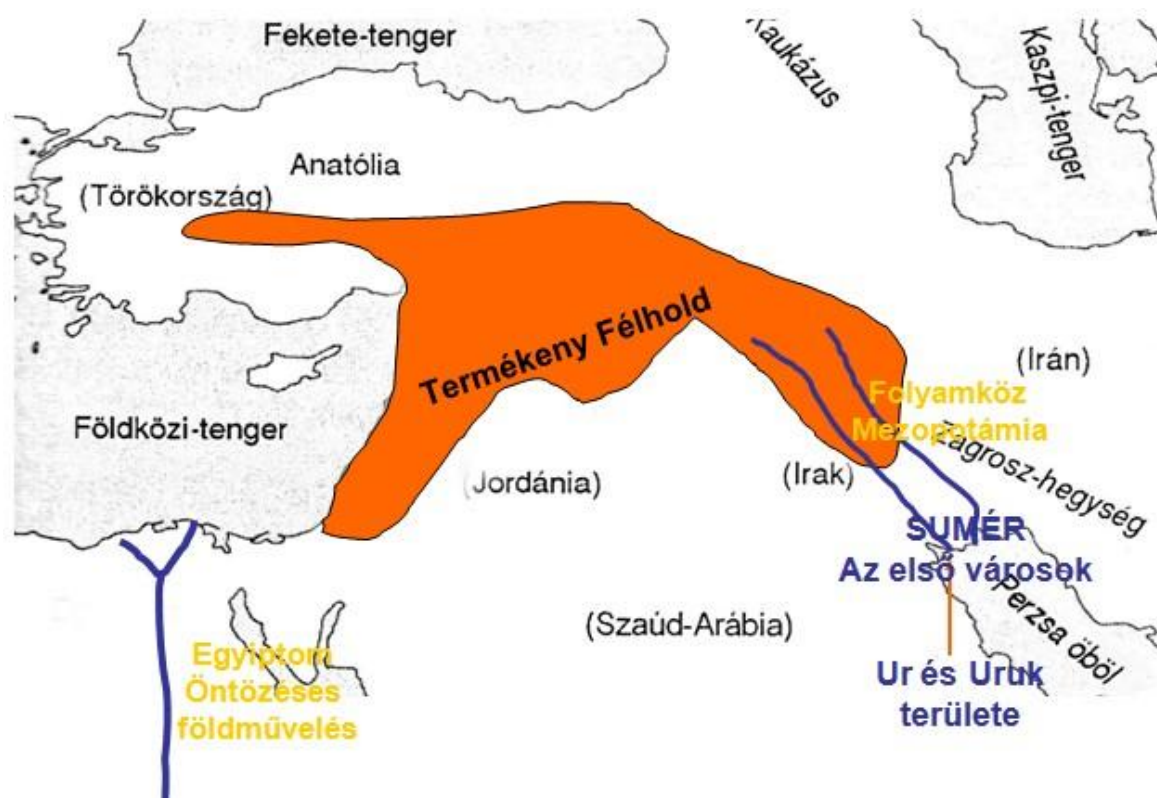 Fekete-tenger
Kaukázus
Kaszpi-tenger
Anatólia
(Törökország)
Termékeny Félhold
(Irán)
Folyamköz
Mezopotámia
Földközi-tenger
Zagrosz-hegység
(Jordánia)
(Irak)
SUMÉR
Az első városok
Perzsa öböl
(Szaúd-Arábia)
Egyiptom
Öntözéses
földművelés
Ur és Uruk
területe